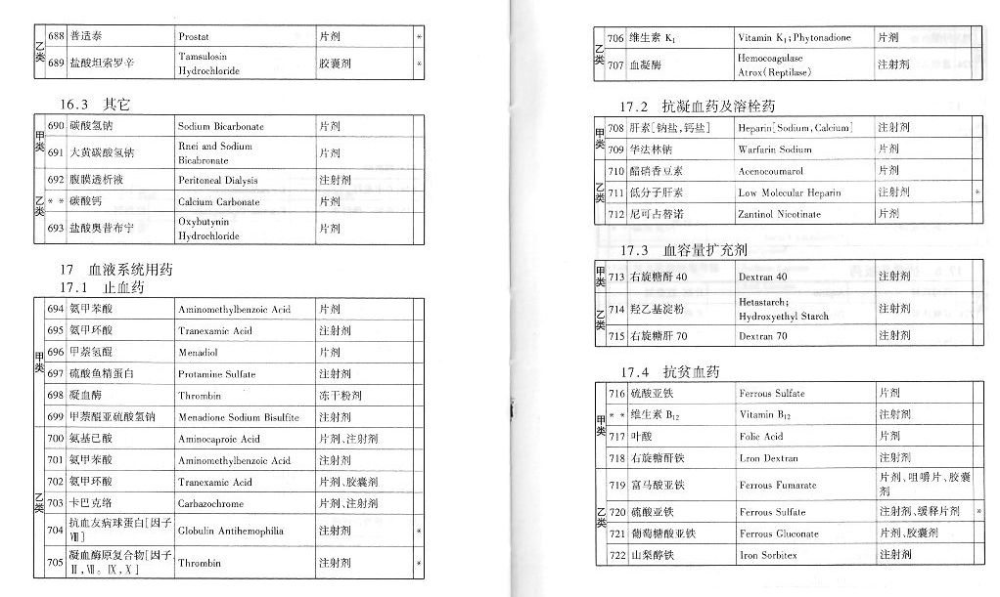 乙类 688 普适泰 Prostat 片剂 *
689 盐酸坦索罗辛 Tamsulosin Hydrochloride 胶囊剂 *
16.3 其它
甲类 690 碳酸氢钠 Sodium Bicarbonate 片剂
691 大黄碳酸氢钠 Rnei and Sodium Bicabronate 片剂
乙类 692 腹膜透析液 Peritoneal Dialysis 注射剂
** 碳酸钙 Calcium Carbonate 片剂
693 盐酸奥昔布宁 Oxybutynin Hydrochloride 片剂
17 血液系统用药
17.1 止血药
甲类 694 氨甲苯酸 Aminomethylbenzoic Acid 片剂
695 氨甲环酸 Tranexamic Acid 注射剂
696 甲萘氢醌 Menadiol 片剂
697 硫酸鱼精蛋白 Protamine Sulfate 注射剂
698 凝血酶 Thrombin 冻干粉剂
699 甲萘醌亚硫酸氢钠 Menadione Sodium Bisulfite 注射剂
乙类 700 氨基已酸 Aminocaproic Acid 片剂、注射剂
701 氨甲苯酸 Aminomethylbenzoic Acid 注射剂
702 氨甲环酸 Tranexamic Acid 片剂、胶囊剂
703 卡巴克络 Carbazochrome 片剂、注射剂
704 抗血友病球蛋白[因子Ⅷ] Globulin Antihemophilia 注射剂 *
705 凝血酶原复合物[因子Ⅱ,Ⅶ。Ⅸ,Ⅹ] Thrombin 注射剂 *
乙类 706 维生素 K₁ Vitamin K₁;Phytonadione 片剂
707 血凝酶 Hemocoagulase Atrox(Reptilase) 注射剂
17.2 抗凝血药及溶栓药
甲类 708 肝素[钠盐,钙盐] Heparin[Sodium,Calcium] 注射剂
709 华法林钠 Warfarin Sodium 片剂
乙类 710 醋硝香豆素 Acenocoumarol 片剂
711 低分子肝素 Low Molecular Heparin 注射剂 *
712 尼可占替诺 Zantinol Nicotinate 片剂
17.3 血容量扩充剂
甲类 713 右旋糖酐 40 Dextran 40 注射剂
乙类 714 羟乙基淀粉 Hetastarch; Hydroxyethyl Starch 注射剂
715 右旋糖肝 70 Dextran 70 注射剂
17.4 抗贫血药
甲类 716 硫酸亚铁 Ferrous Sulfate 片剂
** 维生素 B₁₂ Vitamin B₁₂ 注射剂
717 叶酸 Folic Acid 片剂
718 右旋糖酐铁 Lron Dextran 注射剂
乙类 719 富马酸亚铁 Ferrous Fumarate 片剂、咀嚼片、胶囊剂
720 硫酸亚铁 Ferrous Sulfate 注射剂、缓释片剂 *
721 葡萄糖酸亚铁 Ferrous Gluconate 片剂、胶囊剂
722 山梨醇铁 Iron Sorbitex 注射剂